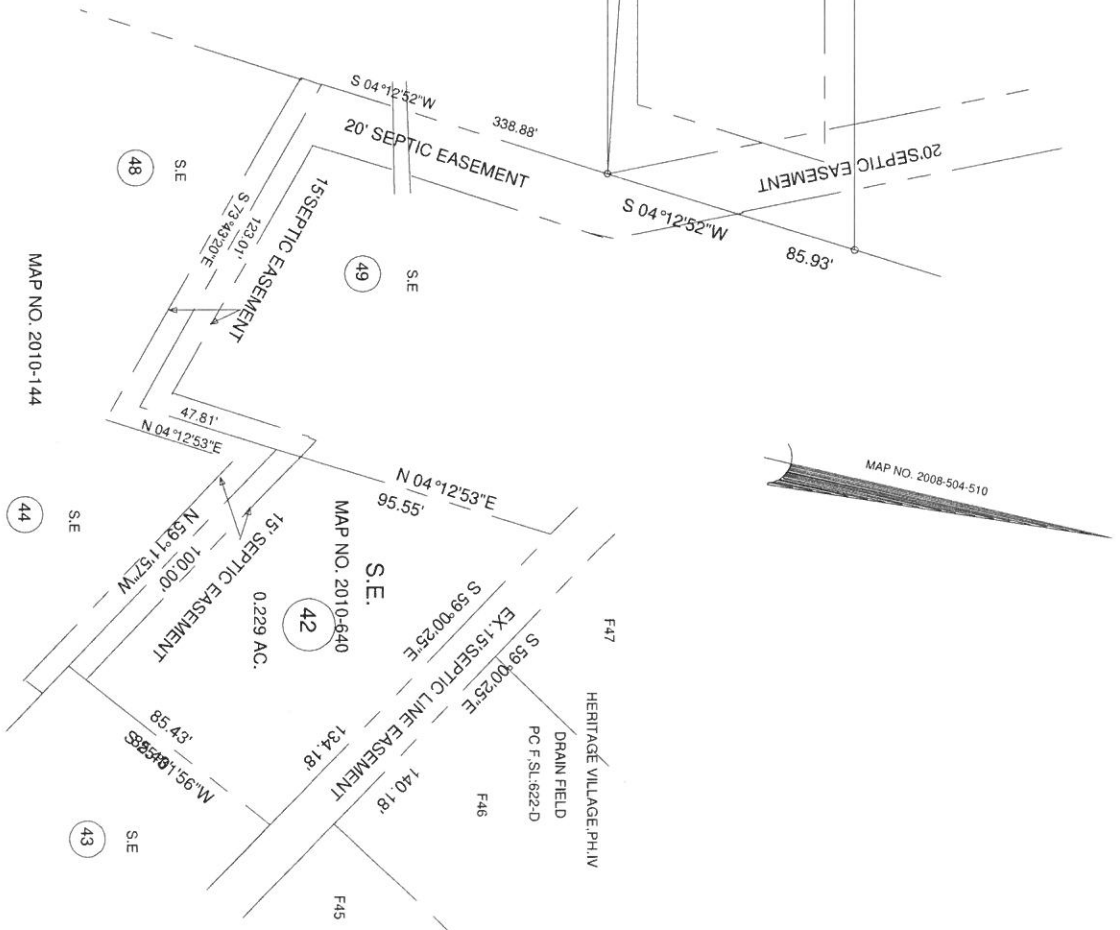 S 04°12'52"W
338.88'
20' SEPTIC EASEMENT
20'SEPTIC EASEMENT
S 04°12'52"W
85.93'
48
S.E
S 73°43'20"E
123.01'
15'SEPTIC EASEMENT
49
S.E
MAP NO. 2010-144
47.81'
N 04°12'53"E
N 04°12'53"E
95.55'
MAP NO. 2008-504-510
44
S.E
N 59°11'57"W
100.00'
15' SEPTIC EASEMENT
S.E.
MAP NO. 2010-640
42
0.229 AC.
S 59°00'25"E
134.18'
EX.15'SEPTIC LINE EASEMENT
S 59°00'25"E
140.18'
F47
HERITAGE VILLAGE,PH.IV
DRAIN FIELD
PC F,SL:622-D
F46
F45
85.43'
43
S.E